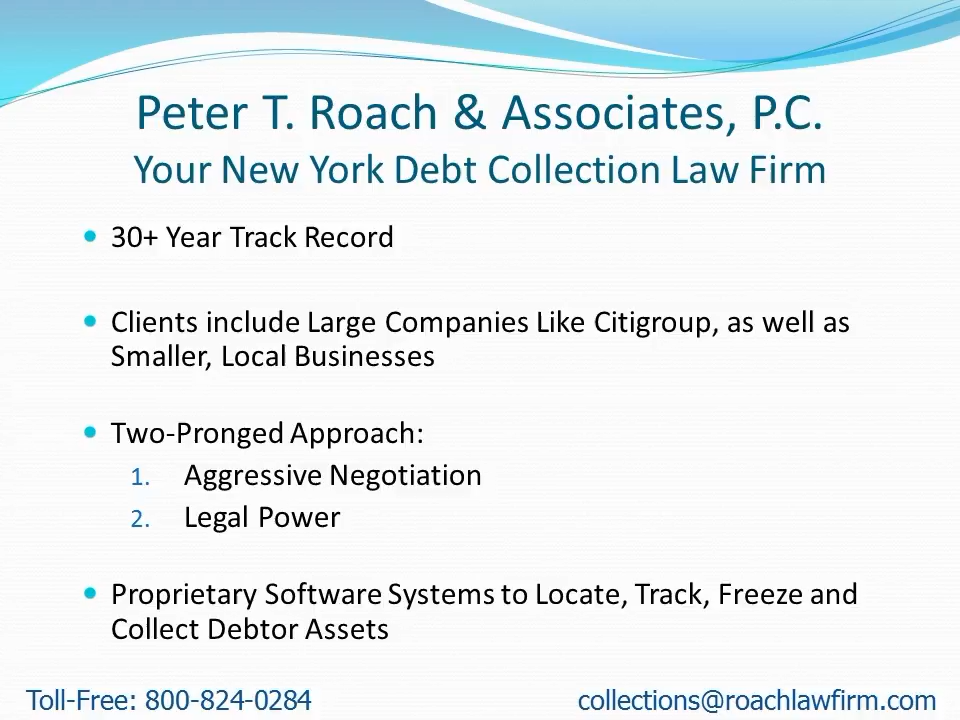 Peter T. Roach & Associates, P.C.
Your New York Debt Collection Law Firm
• 30+ Year Track Record
• Clients include Large Companies Like Citigroup, as well as
Smaller, Local Businesses
• Two-Pronged Approach:
1. Aggressive Negotiation
2. Legal Power
• Proprietary Software Systems to Locate, Track, Freeze and
Collect Debtor Assets
Toll-Free: 800-824-0284
collections@roachlawfirm.com